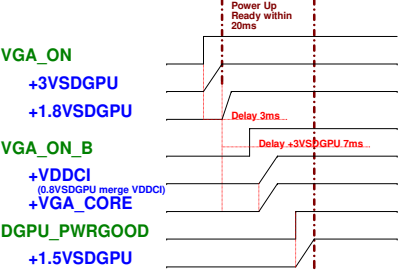 Power Up
Ready within
20ms
VGA_ON
+3VSDGPU
+1.8VSDGPU
Delay 3ms
VGA_ON_B
Delay +3VSDGPU 7ms
+VDDCI
(0.8VSDGPU merge VDDCI)
+VGA_CORE
DGPU_PWRGOOD
+1.5VSDGPU